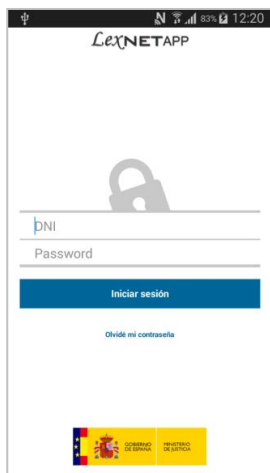 83% 12:20
LEXNETAPP
DNI
Password
Iniciar sesión
Olvidé mi contraseña
GOBIERNO MINISTERIO
DE ESPAÑA DE JUSTICIA